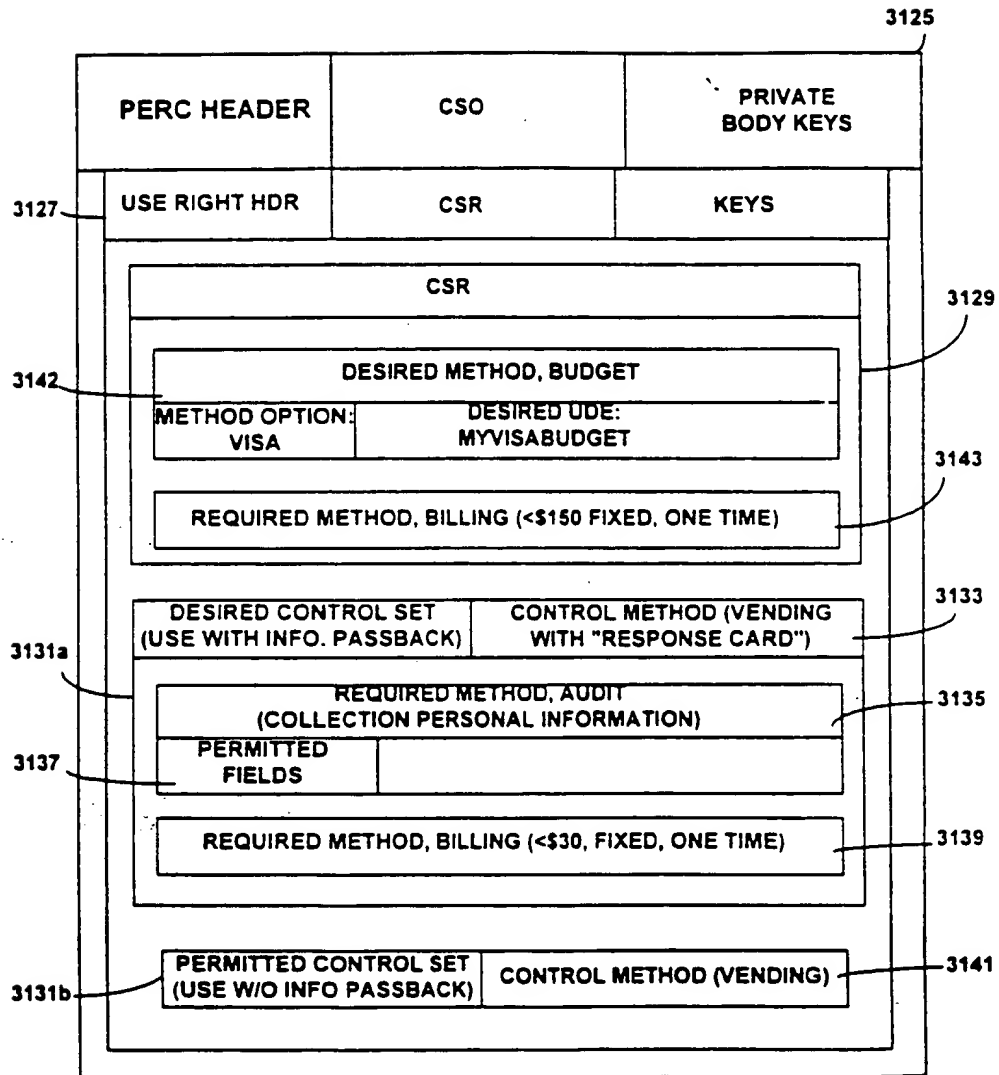 3125
PERC HEADER
CSO
PRIVATE
BODY KEYS
3127
USE RIGHT HDR
CSR
KEYS
CSR
3129
3142
DESIRED METHOD, BUDGET
METHOD OPTION:
VISA
DESIRED UDE:
MYVISABUDGET
3143
REQUIRED METHOD, BILLING (<$150 FIXED, ONE TIME)
DESIRED CONTROL SET
(USE WITH INFO. PASSBACK)
CONTROL METHOD (VENDING
WITH "RESPONSE CARD")
3133
3131a
REQUIRED METHOD, AUDIT
(COLLECTION PERSONAL INFORMATION)
3135
3137
PERMITTED
FIELDS
REQUIRED METHOD, BILLING (<$30, FIXED, ONE TIME)
3139
3131b
PERMITTED CONTROL SET
(USE W/O INFO PASSBACK)
CONTROL METHOD (VENDING)
3141